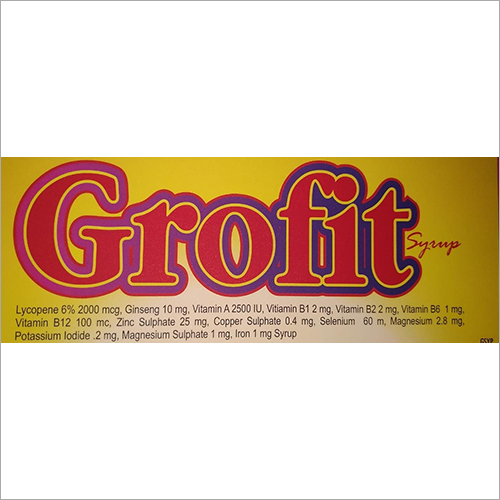 Grofit
Syrup
Lycopene 6% 2000 mcg, Ginseng 10 mg, Vitamin A 2500 IU, Vitiamin B1 2 mg, Vitamin B2 2 mg, Vitamin B6 1 mg,
Vitamin B12 100 mc, Zinc Sulphate 25 mg, Copper Sulphate 0.4 mg, Selenium 60 m, Magnesium 2.8 mg,
Potassium Iodide .2 mg, Magnesium Sulphate 1 mg, Iron 1 mg Syrup